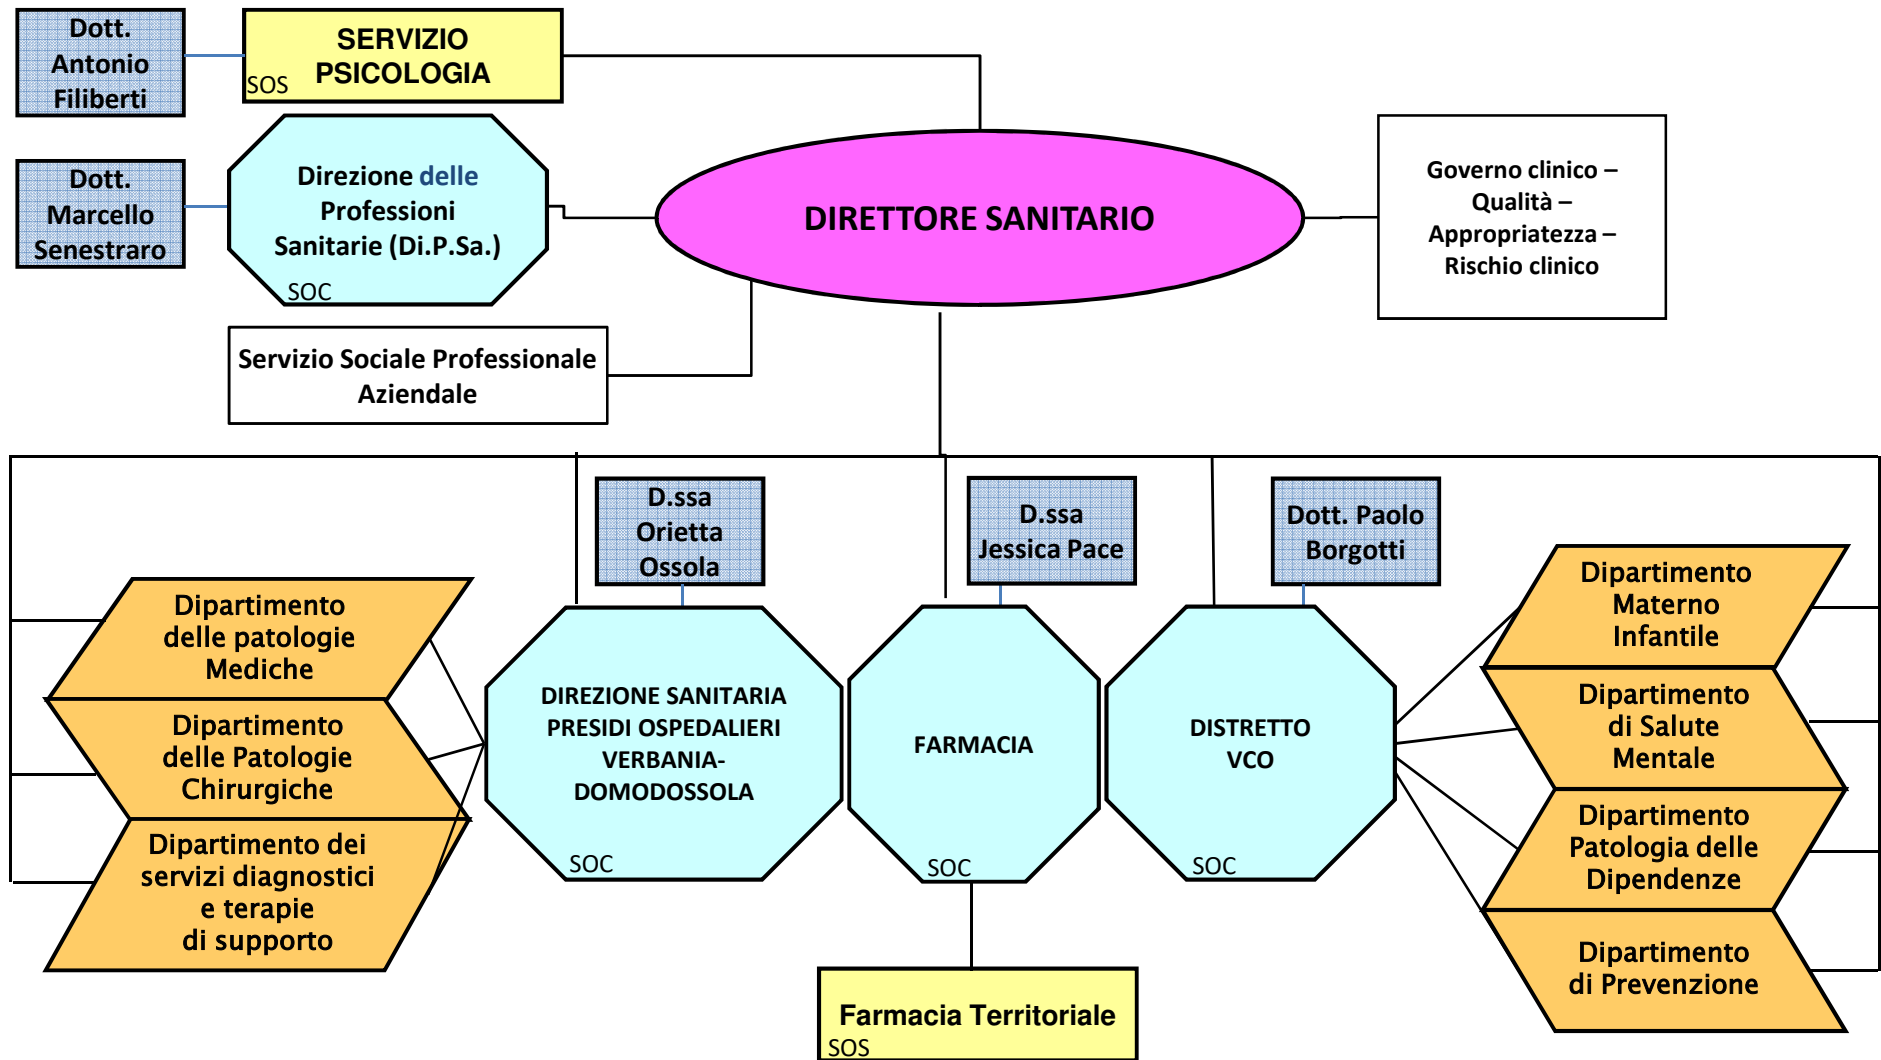 Dott.
Antonio
Filiberti
SERVIZIO
PSICOLOGIA
SOS
Dott.
Marcello
Senestraro
Direzione delle
Professioni
Sanitarie (Di.P.Sa.)
SOC
DIRETTORE SANITARIO
Governo clinico –
Qualità –
Appropriatezza –
Rischio clinico
Servizio Sociale Professionale
Aziendale
D.ssa
Orietta
Ossola
D.ssa
Jessica Pace
Dott. Paolo
Borgotti
Dipartimento
delle patologie
Mediche
Dipartimento
delle Patologie
Chirurgiche
Dipartimento dei
servizi diagnostici
e terapie
di supporto
DIREZIONE SANITARIA
PRESIDI OSPEDALIERI
VERBANIA-
DOMODOSSOLA
SOC
FARMACIA
SOC
DISTRETTO
VCO
SOC
Dipartimento
Materno
Infantile
Dipartimento
di Salute
Mentale
Dipartimento
Patologia delle
Dipendenze
Dipartimento
di Prevenzione
Farmacia Territoriale
SOS